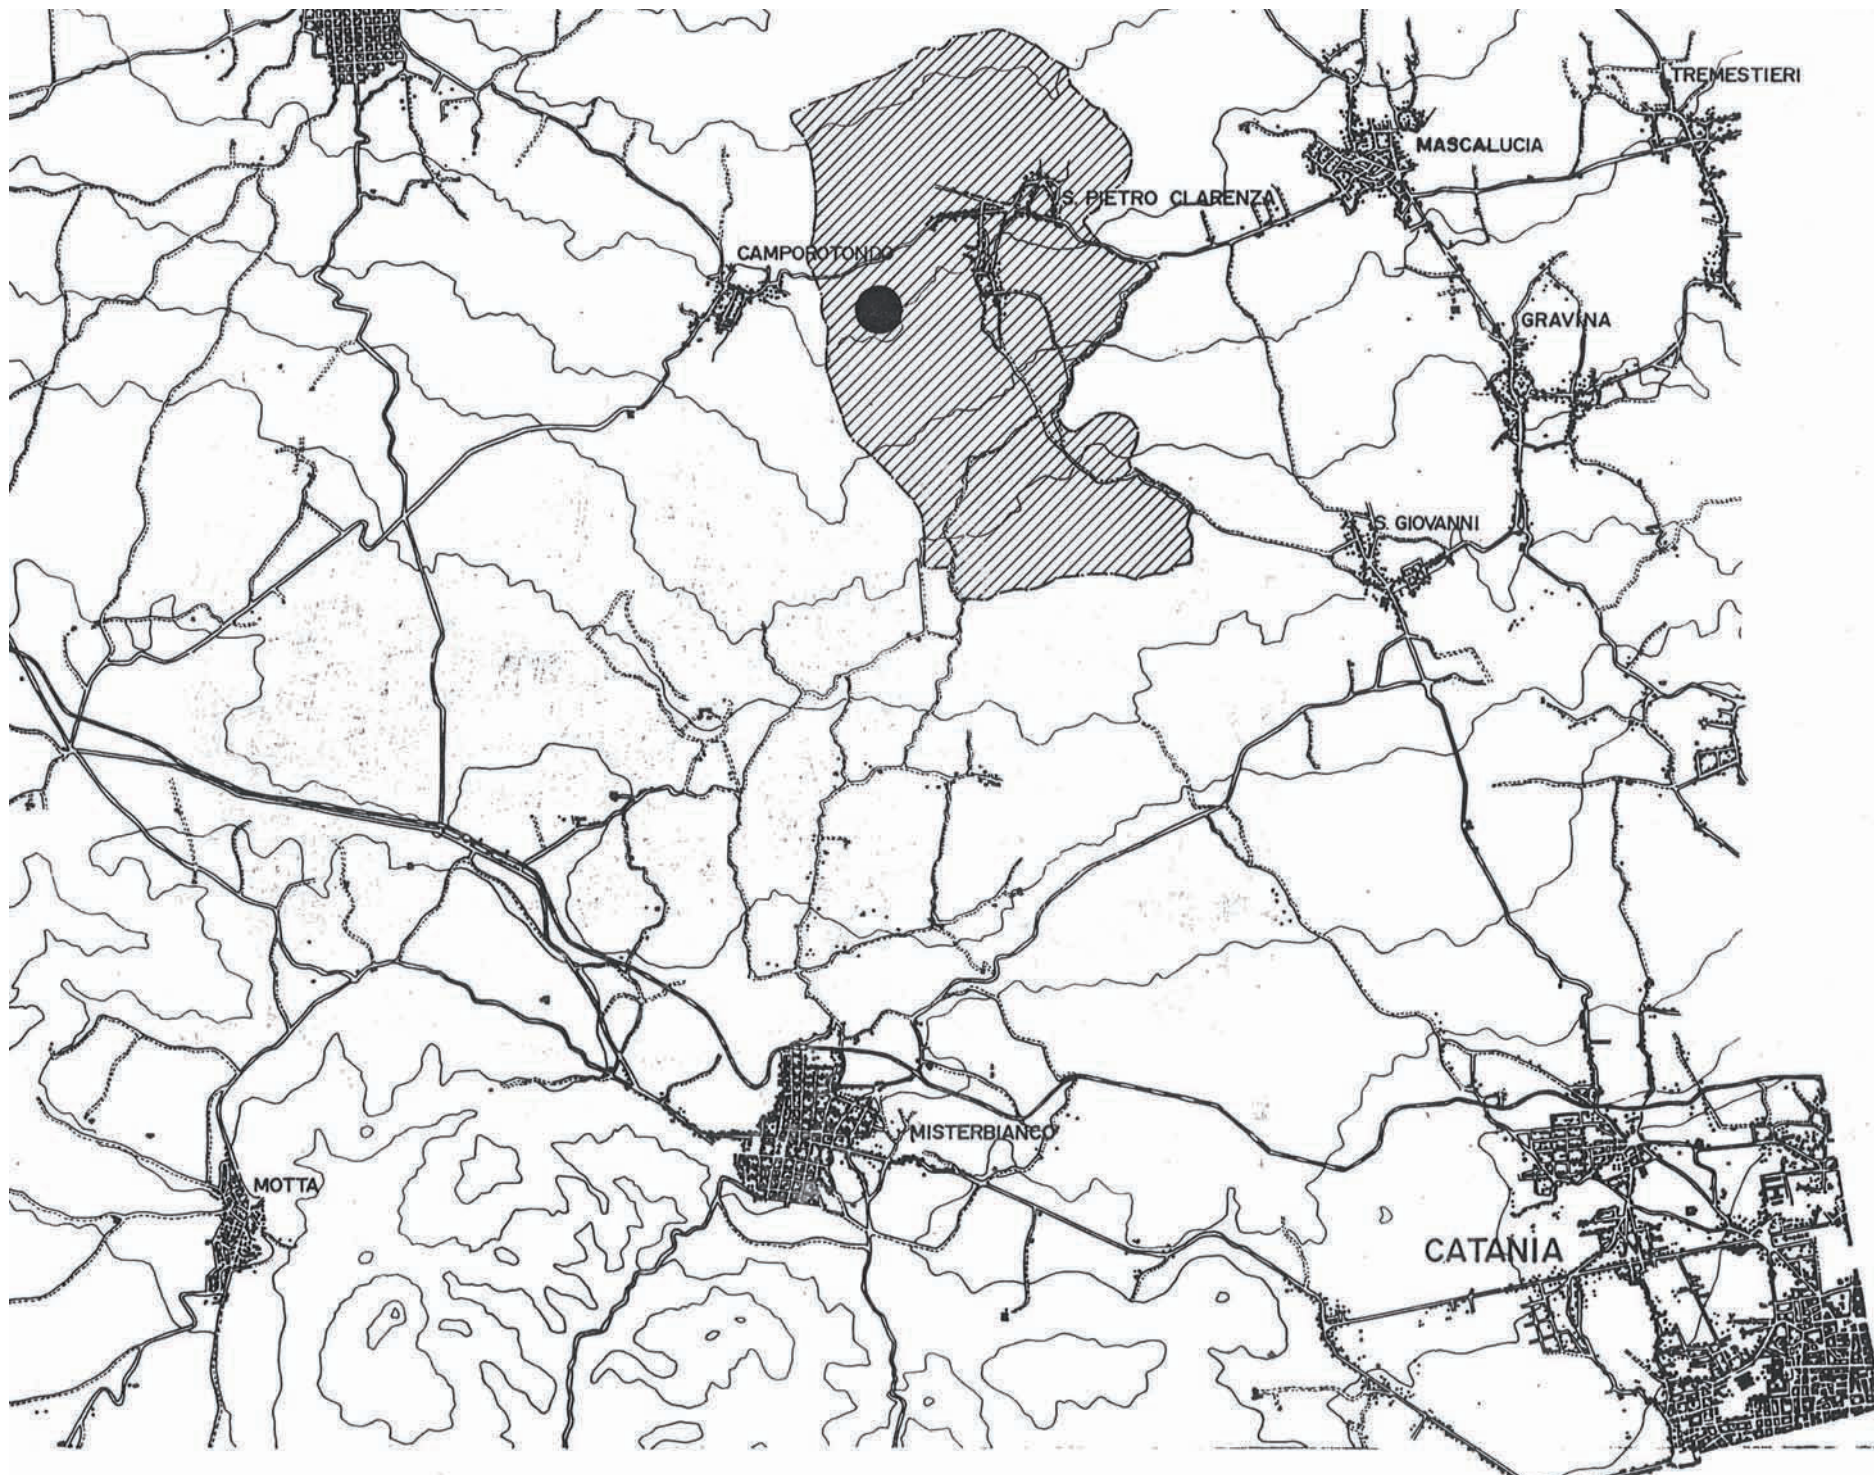 TREMESTIERI
MASCALUCIA
S. PIETRO CLARENZA
CAMPOROTONDO
GRAVINA
S. GIOVANNI
MISTERBIANCO
MOTTA
CATANIA